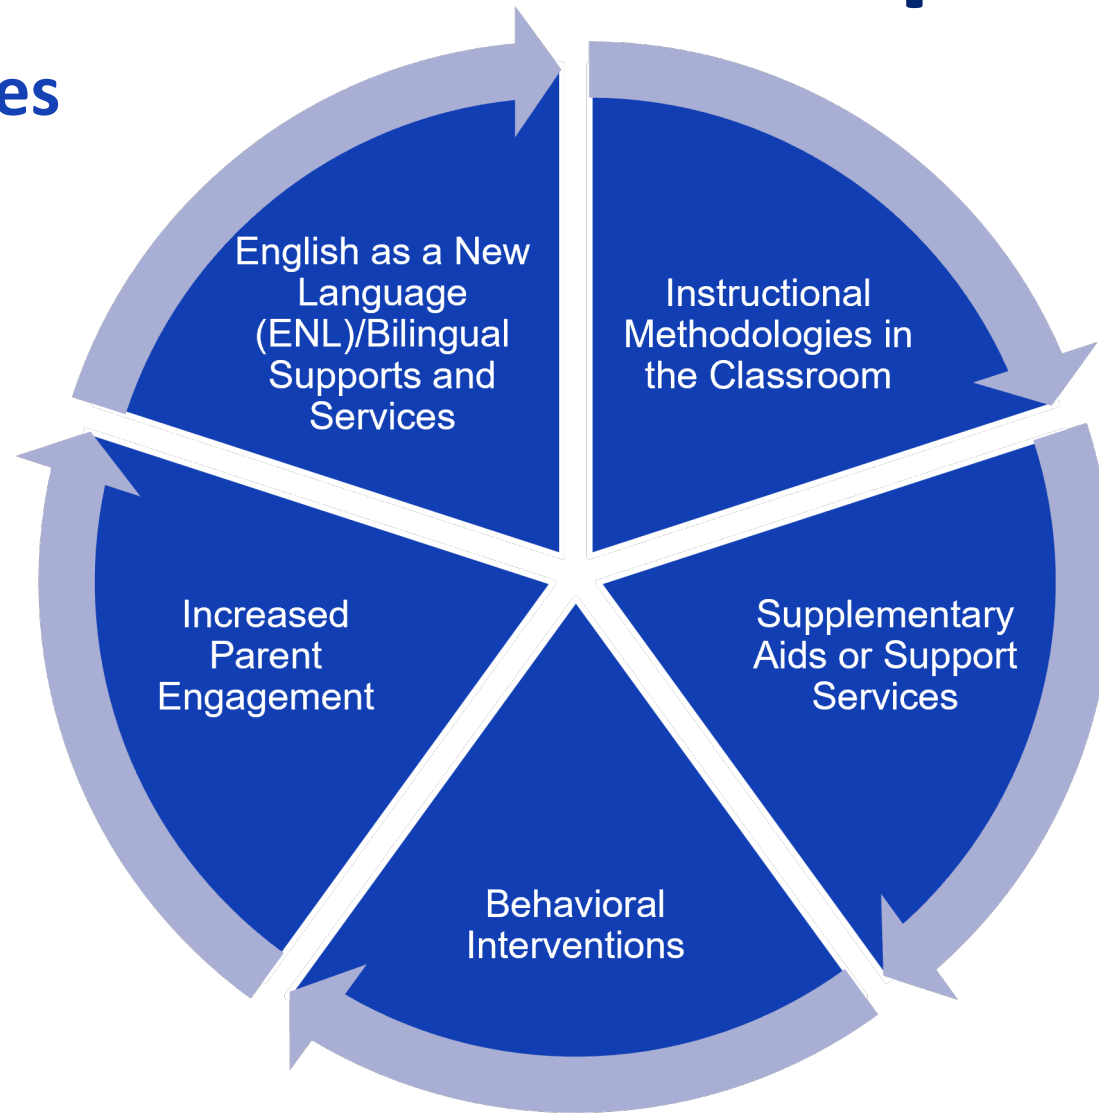 es
Instructional
Methodologies in
the Classroom
Supplementary
Aids or Support
Services
Behavioral
Interventions
Increased
Parent
Engagement
English as a New
Language
(ENL)/Bilingual
Supports and
Services